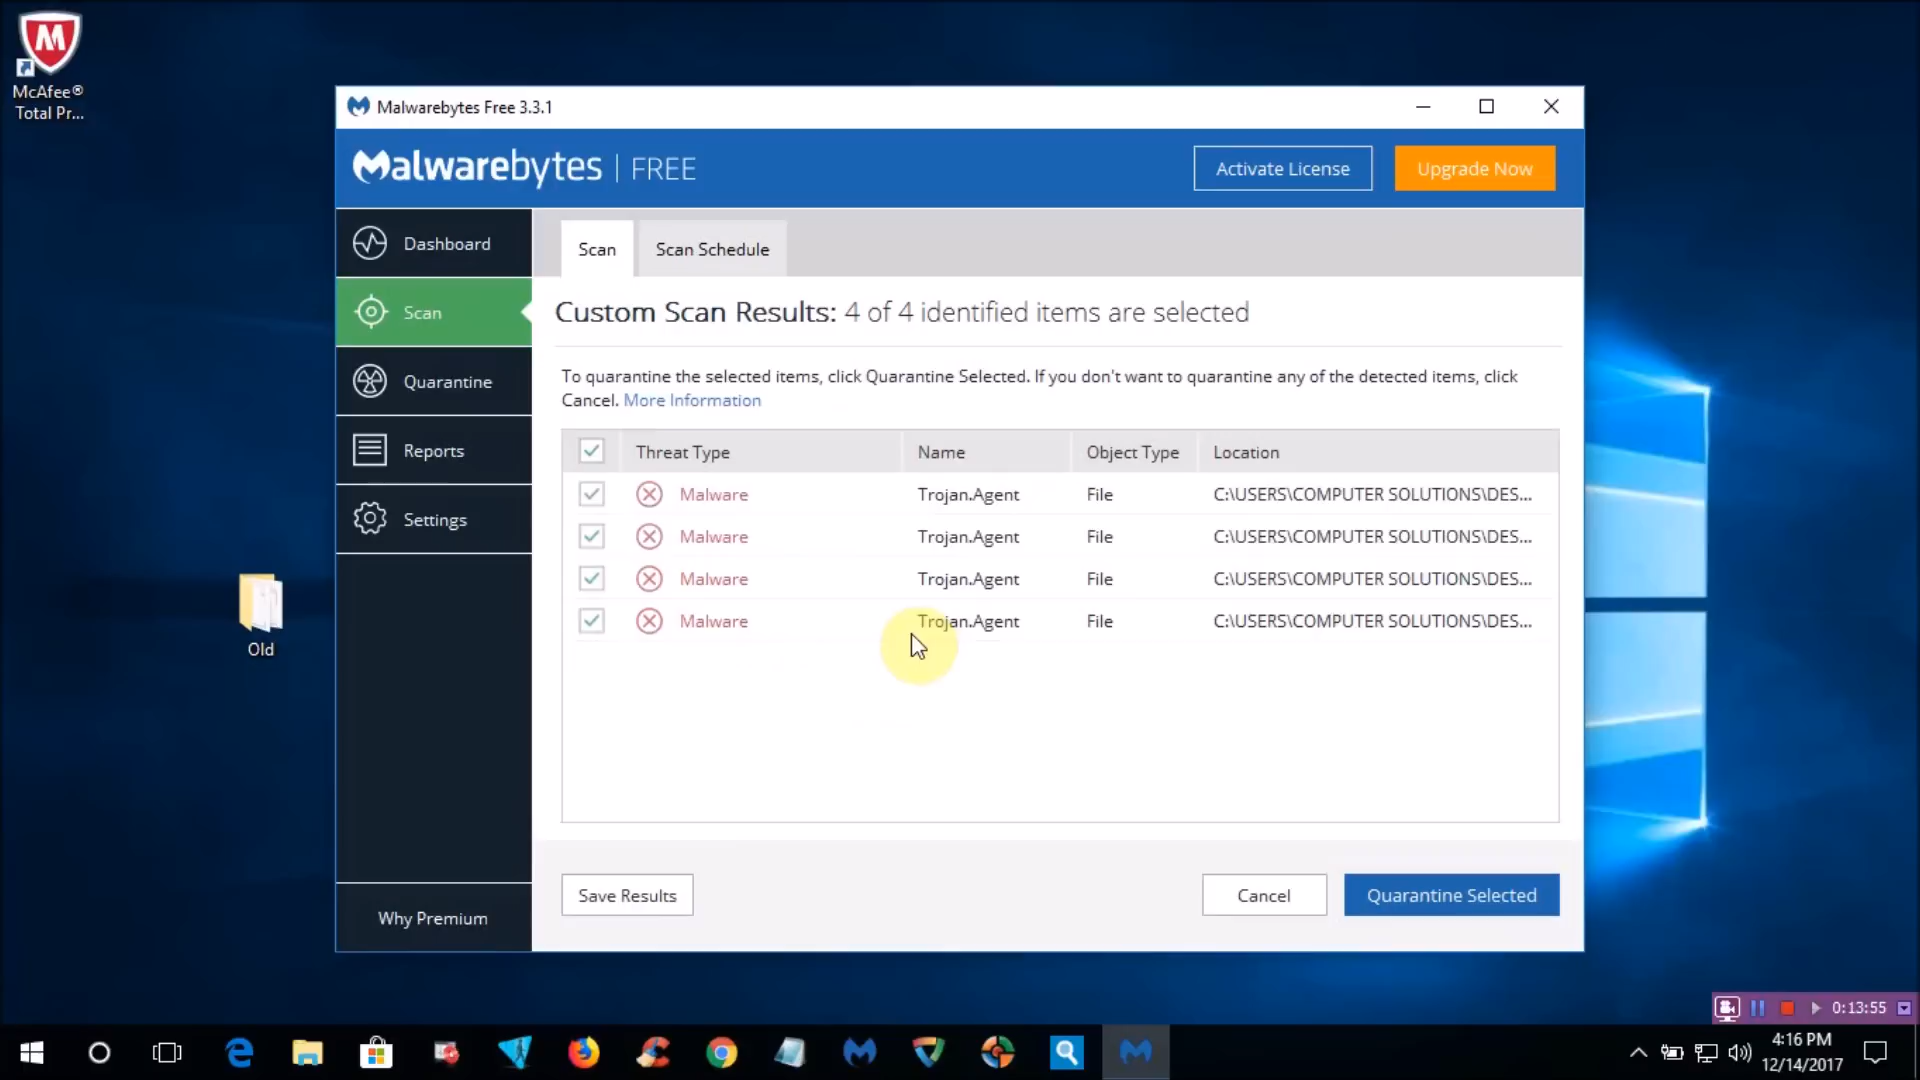 McAfee®
Total Pr...
Malwarebytes Free 3.3.1
Malwarebytes | FREE
Activate License
Upgrade Now
Dashboard
Scan
Quarantine
Reports
Settings
Why Premium
Scan
Scan Schedule
Custom Scan Results: 4 of 4 identified items are selected
To quarantine the selected items, click Quarantine Selected. If you don't want to quarantine any of the detected items, click
Cancel. More Information
Threat Type Name Object Type Location
Malware Trojan.Agent File C:\USERS\COMPUTER SOLUTIONS\DES...
Malware Trojan.Agent File C:\USERS\COMPUTER SOLUTIONS\DES...
Malware Trojan.Agent File C:\USERS\COMPUTER SOLUTIONS\DES...
Malware Trojan.Agent File C:\USERS\COMPUTER SOLUTIONS\DES...
Save Results
Cancel
Quarantine Selected
Old
0:13:55
4:16 PM
12/14/2017